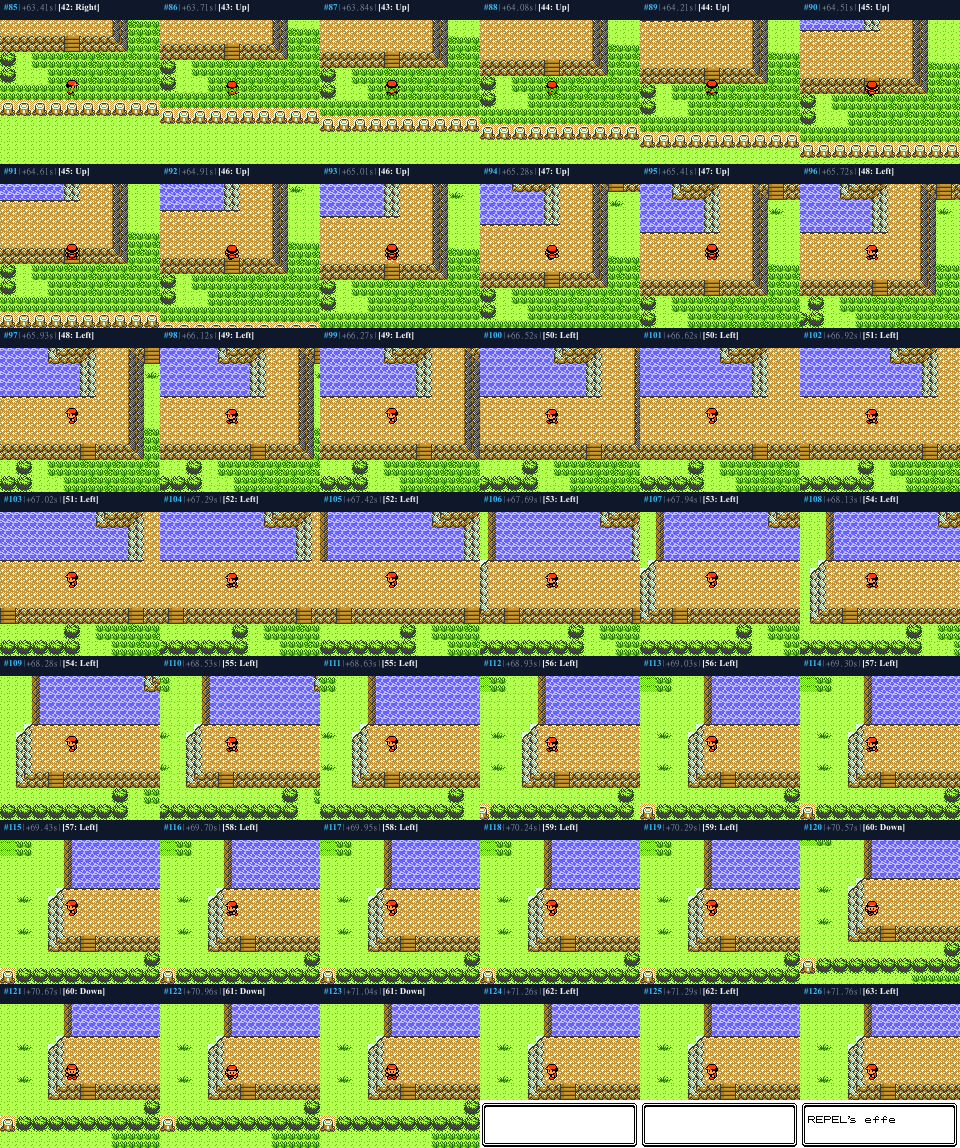 #85|+63.41s|[42: Right]
#86|+63.71s|[43: Up]
#87|+63.84s|[43: Up]
#88|+64.08s|[44: Up]
#89|+64.21s|[44: Up]
#90|+64.51s|[45: Up]
#91|+64.61s|[45: Up]
#92|+64.91s|[46: Up]
#93|+65.01s|[46: Up]
#94|+65.28s|[47: Up]
#95|+65.41s|[47: Up]
#96|+65.72s|[48: Left]
#97|+65.93s|[48: Left]
#98|+66.12s|[49: Left]
#99|+66.27s|[49: Left]
#100|+66.52s|[50: Left]
#101|+66.62s|[50: Left]
#102|+66.92s|[51: Left]
#103|+67.02s|[51: Left]
#104|+67.29s|[52: Left]
#105|+67.42s|[52: Left]
#106|+67.69s|[53: Left]
#107|+67.94s|[53: Left]
#108|+68.13s|[54: Left]
#109|+68.28s|[54: Left]
#110|+68.53s|[55: Left]
#111|+68.63s|[55: Left]
#112|+68.93s|[56: Left]
#113|+69.03s|[56: Left]
#114|+69.30s|[57: Left]
#115|+69.43s|[57: Left]
#116|+69.70s|[58: Left]
#117|+69.95s|[58: Left]
#118|+70.24s|[59: Left]
#119|+70.29s|[59: Left]
#120|+70.57s|[60: Down]
#121|+70.67s|[60: Down]
#122|+70.96s|[61: Down]
#123|+71.04s|[61: Down]
#124|+71.26s|[62: Left]
#125|+71.29s|[62: Left]
#126|+71.76s|[63: Left]
REPEL's effe